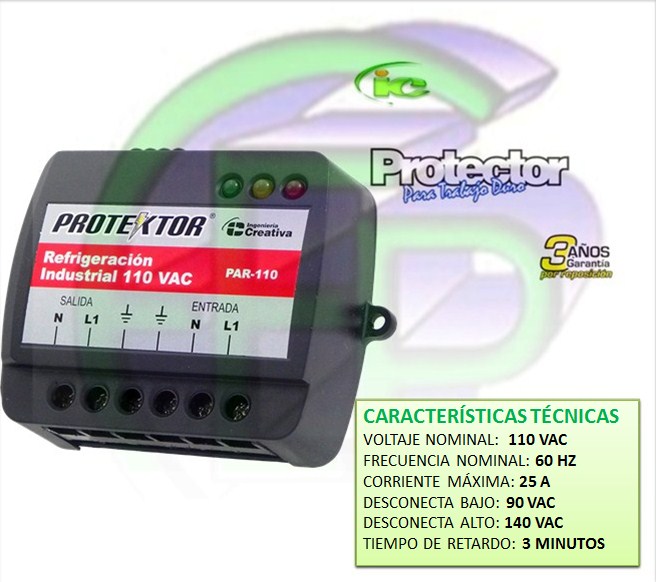 ic
Protector
Para Trabajo Duro
PROTEKTOR®
Ingeniería
Creativa
Refrigeración
Industrial 110 VAC
PAR-110
SALIDA
ENTRADA
N L1 N L1
3 AÑOS
Garantía
por reposición
CARACTERÍSTICAS TÉCNICAS
VOLTAJE NOMINAL: 110 VAC
FRECUENCIA NOMINAL: 60 HZ
CORRIENTE MÁXIMA: 25 A
DESCONECTA BAJO: 90 VAC
DESCONECTA ALTO: 140 VAC
TIEMPO DE RETARDO: 3 MINUTOS